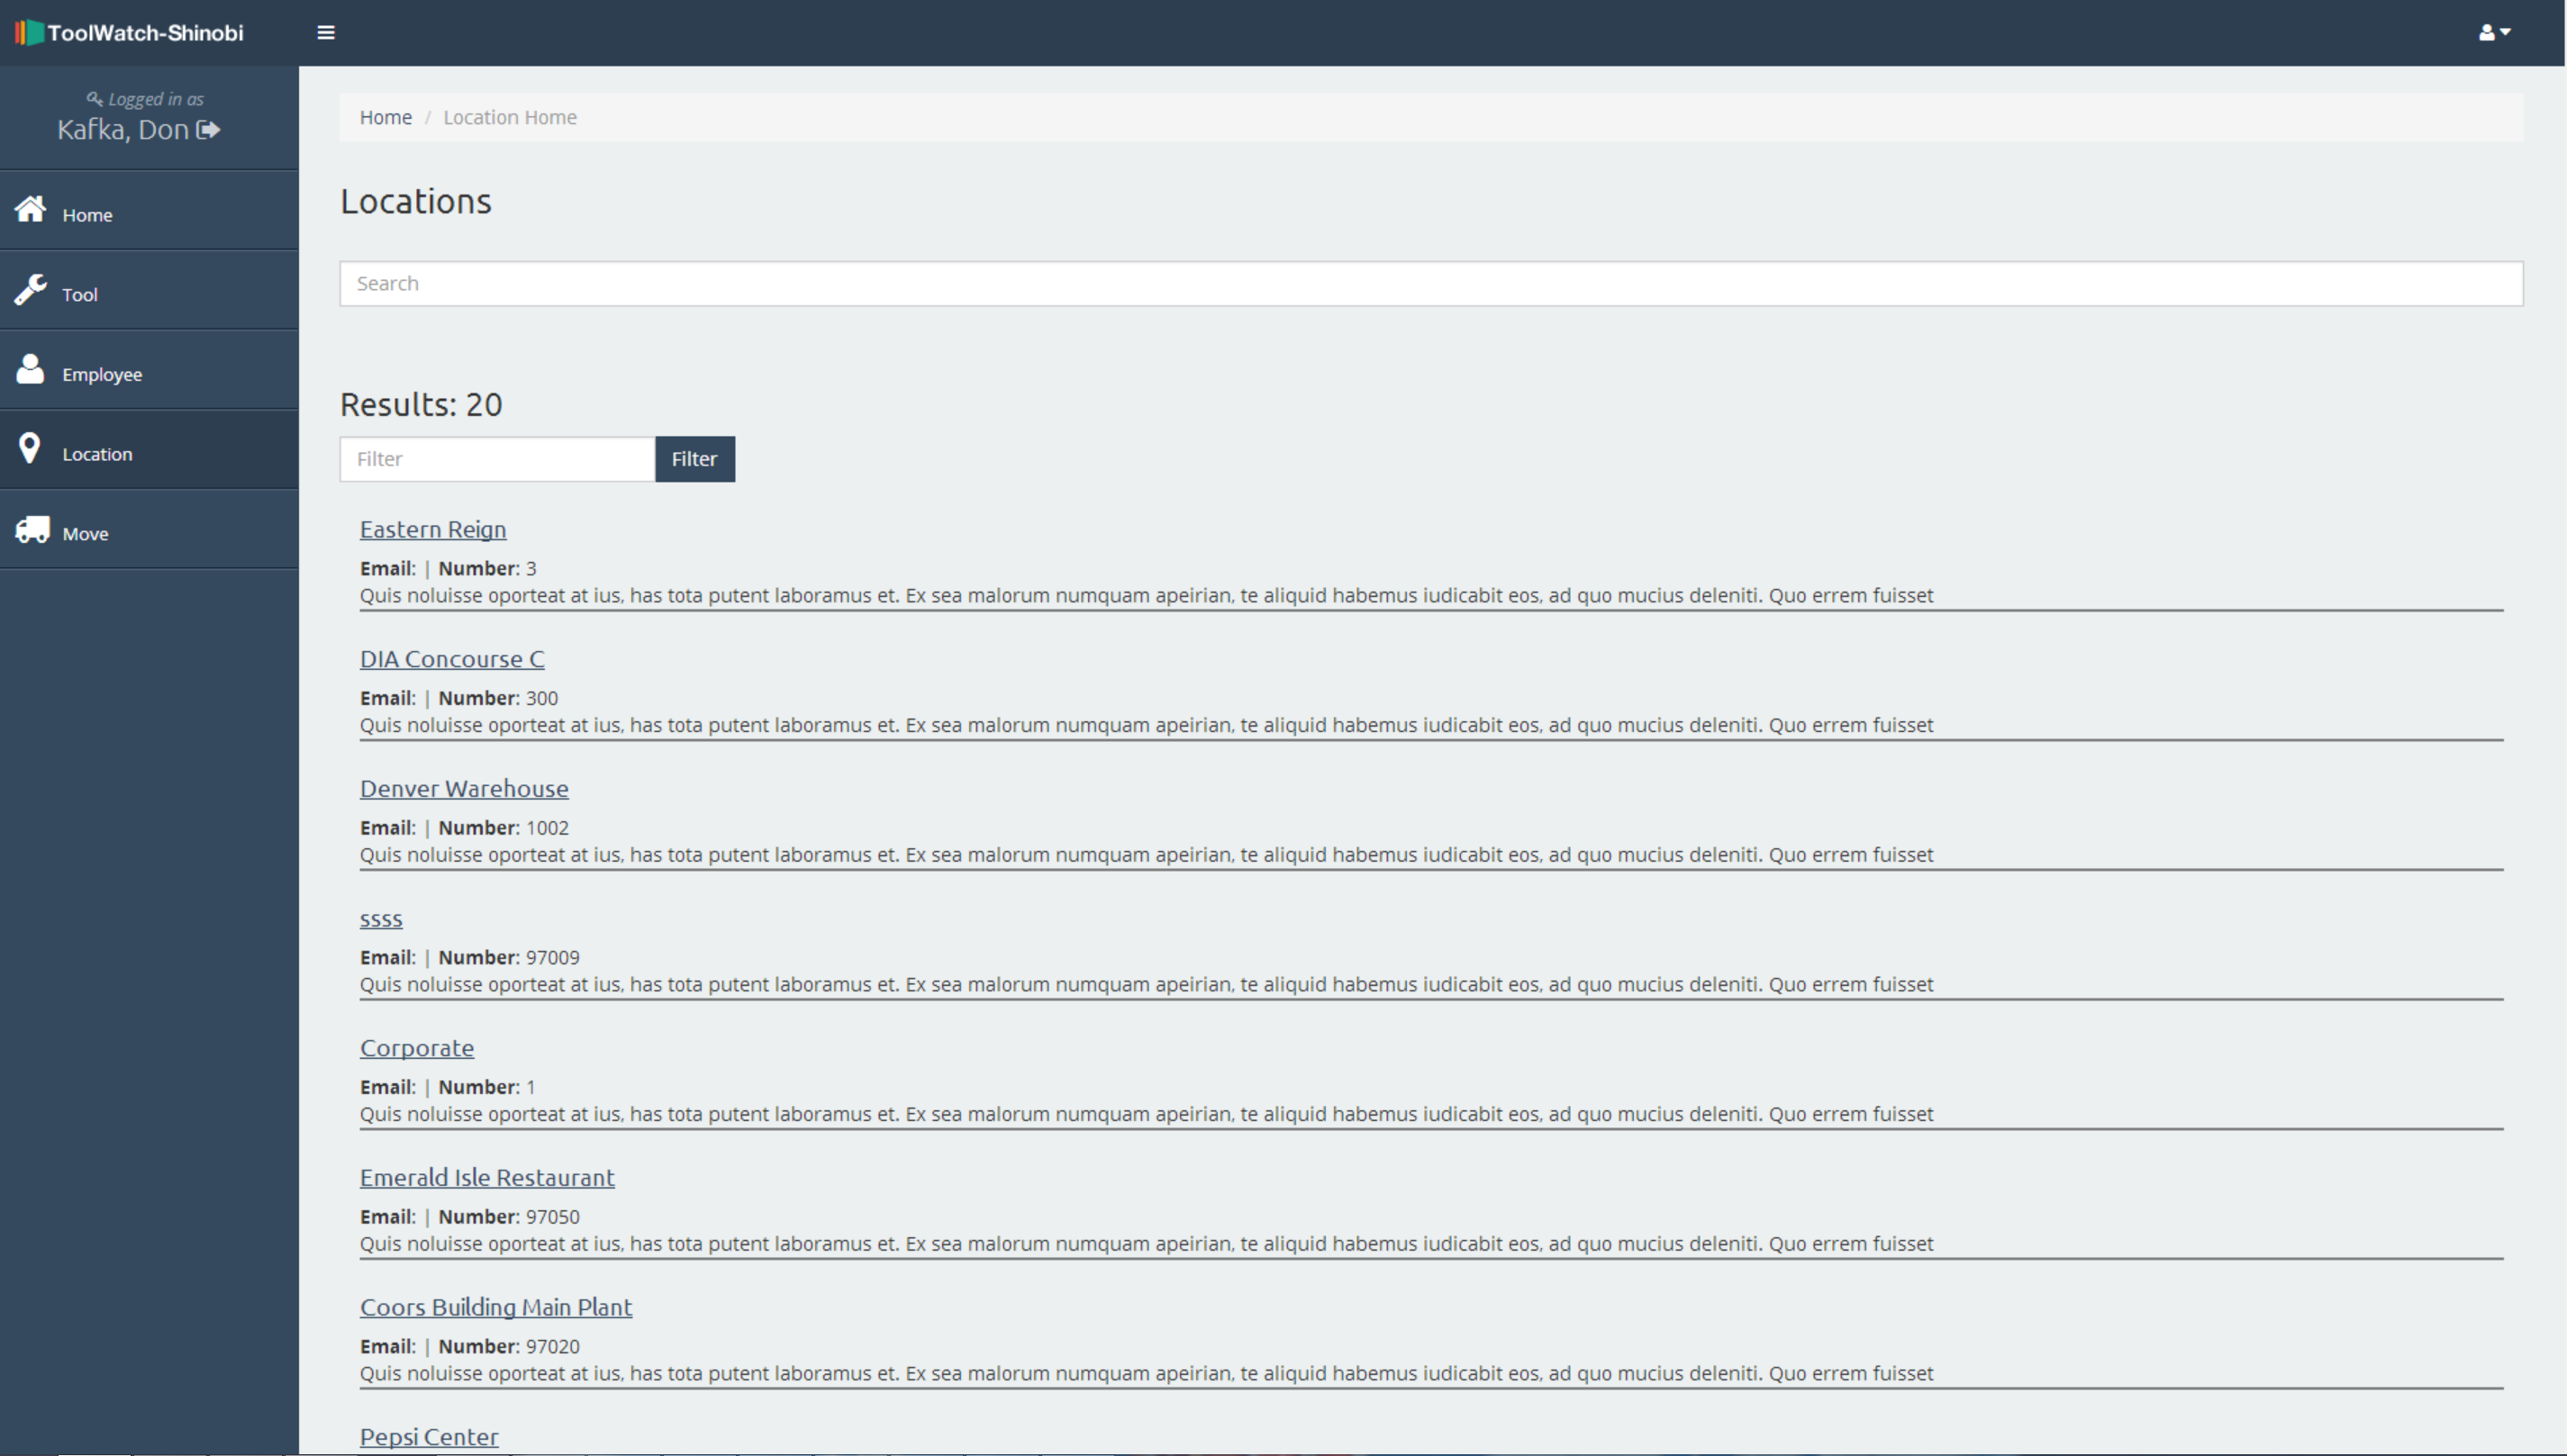 ToolWatch-Shinobi
Logged in as
Kafka, Don
Home
Tool
Employee
Location
Move
Home / Location Home
Locations
Search
Results: 20
Filter Filter
Eastern Reign
Email: | Number: 3
Quis noluisse oporteat at ius, has tota putent laboramus et. Ex sea malorum numquam apeirian, te aliquid habemus iudicabit eos, ad quo mucius deleniti. Quo errem fuisset
DIA Concourse C
Email: | Number: 300
Quis noluisse oporteat at ius, has tota putent laboramus et. Ex sea malorum numquam apeirian, te aliquid habemus iudicabit eos, ad quo mucius deleniti. Quo errem fuisset
Denver Warehouse
Email: | Number: 1002
Quis noluisse oporteat at ius, has tota putent laboramus et. Ex sea malorum numquam apeirian, te aliquid habemus iudicabit eos, ad quo mucius deleniti. Quo errem fuisset
ssss
Email: | Number: 97009
Quis noluisse oporteat at ius, has tota putent laboramus et. Ex sea malorum numquam apeirian, te aliquid habemus iudicabit eos, ad quo mucius deleniti. Quo errem fuisset
Corporate
Email: | Number: 1
Quis noluisse oporteat at ius, has tota putent laboramus et. Ex sea malorum numquam apeirian, te aliquid habemus iudicabit eos, ad quo mucius deleniti. Quo errem fuisset
Emerald Isle Restaurant
Email: | Number: 97050
Quis noluisse oporteat at ius, has tota putent laboramus et. Ex sea malorum numquam apeirian, te aliquid habemus iudicabit eos, ad quo mucius deleniti. Quo errem fuisset
Coors Building Main Plant
Email: | Number: 97020
Quis noluisse oporteat at ius, has tota putent laboramus et. Ex sea malorum numquam apeirian, te aliquid habemus iudicabit eos, ad quo mucius deleniti. Quo errem fuisset
Pepsi Center